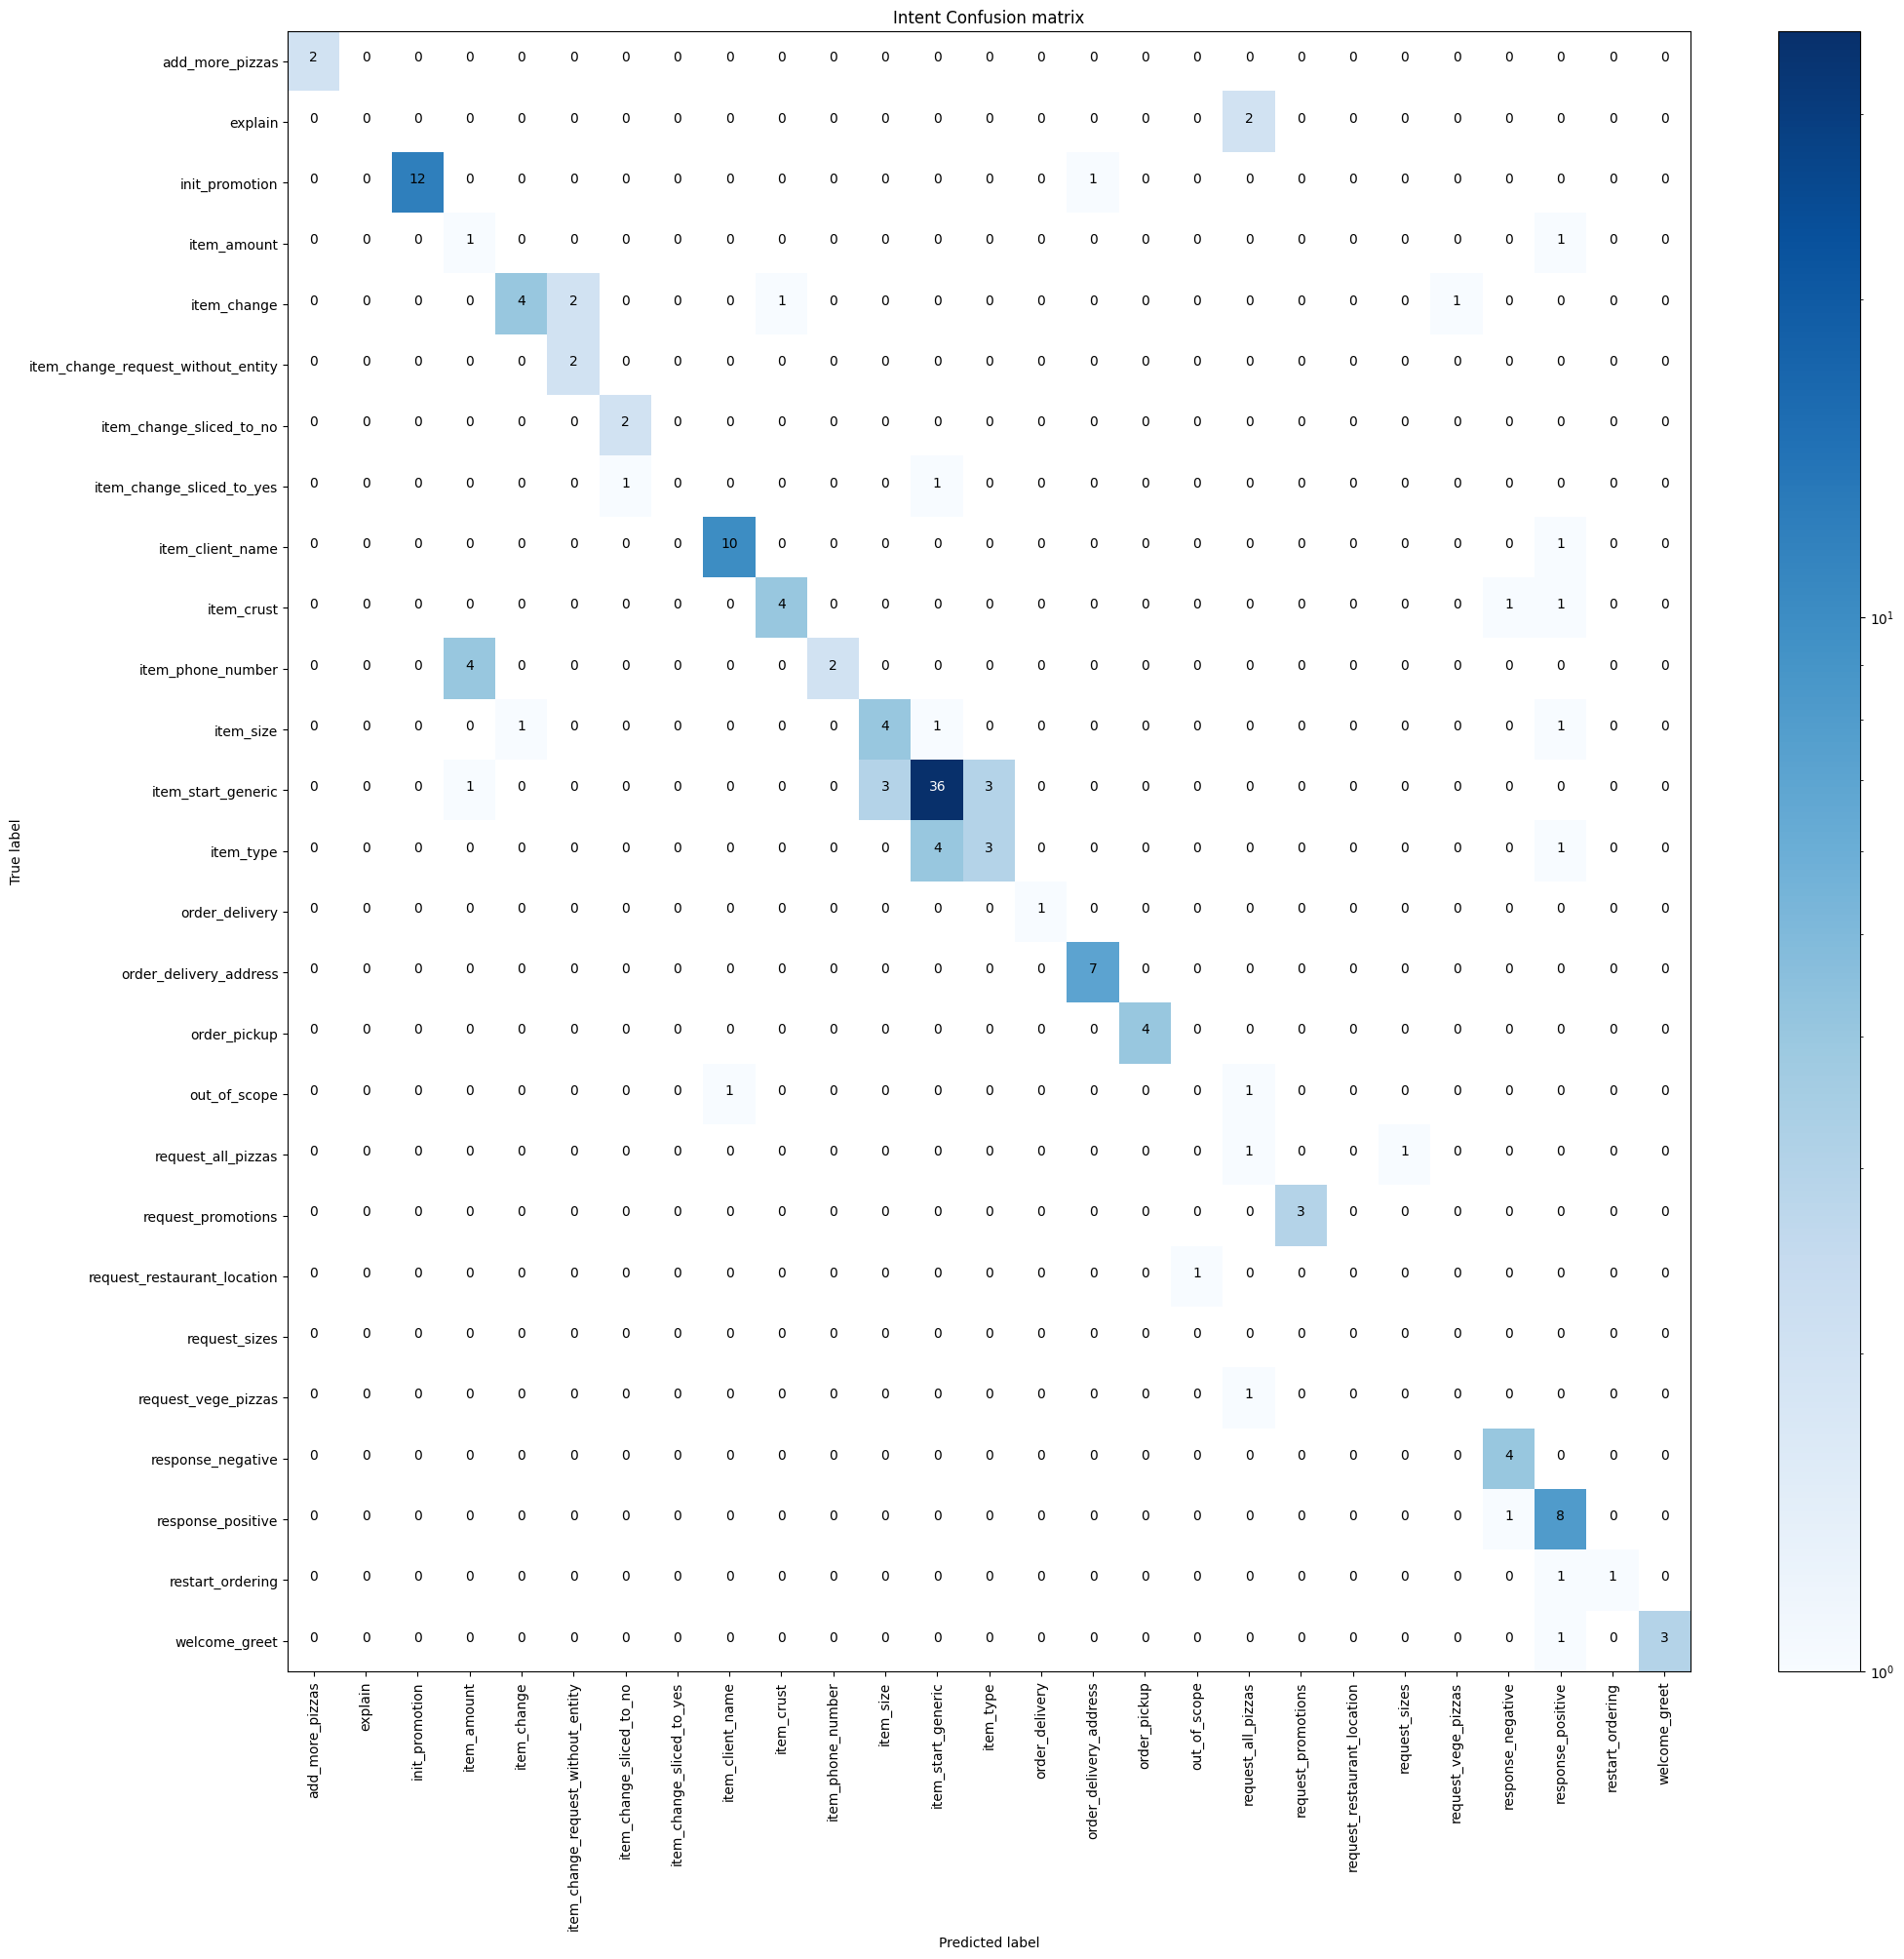 Intent Confusion matrix
True label
add_more_pizzas 2 0 0 0 0 0 0 0 0 0 0 0 0 0 0 0 0 0 0 0 0 0 0 0 0 0 0
explain 0 0 0 0 0 0 0 0 0 0 0 0 0 0 0 0 0 0 2 0 0 0 0 0 0 0 0
init_promotion 0 0 12 0 0 0 0 0 0 0 0 0 0 0 0 1 0 0 0 0 0 0 0 0 0 0 0
item_amount 0 0 0 1 0 0 0 0 0 0 0 0 0 0 0 0 0 0 0 0 0 0 0 0 1 0 0
item_change 0 0 0 0 4 2 0 0 0 1 0 0 0 0 0 0 0 0 0 0 0 0 1 0 0 0 0
item_change_request_without_entity 0 0 0 0 0 2 0 0 0 0 0 0 0 0 0 0 0 0 0 0 0 0 0 0 0 0 0
item_change_sliced_to_no 0 0 0 0 0 0 2 0 0 0 0 0 0 0 0 0 0 0 0 0 0 0 0 0 0 0 0
item_change_sliced_to_yes 0 0 0 0 0 0 1 0 0 0 0 0 1 0 0 0 0 0 0 0 0 0 0 0 0 0 0
item_client_name 0 0 0 0 0 0 0 0 10 0 0 0 0 0 0 0 0 0 0 0 0 0 0 0 1 0 0
item_crust 0 0 0 0 0 0 0 0 0 4 0 0 0 0 0 0 0 0 0 0 0 0 0 1 1 0 0
item_phone_number 0 0 0 4 0 0 0 0 0 0 2 0 0 0 0 0 0 0 0 0 0 0 0 0 0 0 0
item_size 0 0 0 0 1 0 0 0 0 0 0 4 1 0 0 0 0 0 0 0 0 0 0 0 1 0 0
item_start_generic 0 0 0 1 0 0 0 0 0 0 0 3 36 3 0 0 0 0 0 0 0 0 0 0 0 0 0
item_type 0 0 0 0 0 0 0 0 0 0 0 0 4 3 0 0 0 0 0 0 0 0 0 0 1 0 0
order_delivery 0 0 0 0 0 0 0 0 0 0 0 0 0 0 1 0 0 0 0 0 0 0 0 0 0 0 0
order_delivery_address 0 0 0 0 0 0 0 0 0 0 0 0 0 0 0 7 0 0 0 0 0 0 0 0 0 0 0
order_pickup 0 0 0 0 0 0 0 0 0 0 0 0 0 0 0 0 4 0 0 0 0 0 0 0 0 0 0
out_of_scope 0 0 0 0 0 0 0 0 1 0 0 0 0 0 0 0 0 0 1 0 0 0 0 0 0 0 0
request_all_pizzas 0 0 0 0 0 0 0 0 0 0 0 0 0 0 0 0 0 0 1 0 0 1 0 0 0 0 0
request_promotions 0 0 0 0 0 0 0 0 0 0 0 0 0 0 0 0 0 0 0 3 0 0 0 0 0 0 0
request_restaurant_location 0 0 0 0 0 0 0 0 0 0 0 0 0 0 0 0 0 1 0 0 0 0 0 0 0 0 0
request_sizes 0 0 0 0 0 0 0 0 0 0 0 0 0 0 0 0 0 0 0 0 0 0 0 0 0 0 0
request_vege_pizzas 0 0 0 0 0 0 0 0 0 0 0 0 0 0 0 0 0 0 1 0 0 0 0 0 0 0 0
response_negative 0 0 0 0 0 0 0 0 0 0 0 0 0 0 0 0 0 0 0 0 0 0 0 4 0 0 0
response_positive 0 0 0 0 0 0 0 0 0 0 0 0 0 0 0 0 0 0 0 0 0 0 0 1 8 0 0
restart_ordering 0 0 0 0 0 0 0 0 0 0 0 0 0 0 0 0 0 0 0 0 0 0 0 0 1 1 0
welcome_greet 0 0 0 0 0 0 0 0 0 0 0 0 0 0 0 0 0 0 0 0 0 0 0 0 1 0 3
add_more_pizzas
explain
init_promotion
item_amount
item_change
item_change_request_without_entity
item_change_sliced_to_no
item_change_sliced_to_yes
item_client_name
item_crust
item_phone_number
item_size
item_start_generic
item_type
order_delivery
order_delivery_address
order_pickup
out_of_scope
request_all_pizzas
request_promotions
request_restaurant_location
request_sizes
request_vege_pizzas
response_negative
response_positive
restart_ordering
welcome_greet
Predicted label
10¹
10⁰